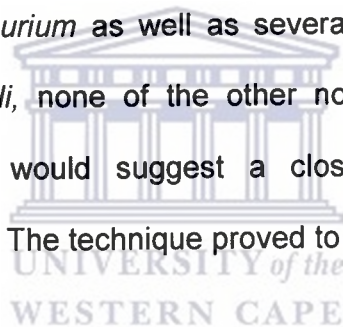 urium as well as severa
li, none of the other no
would suggest a clos
The technique proved to
UNIVERSITY of the
WESTERN CAPE